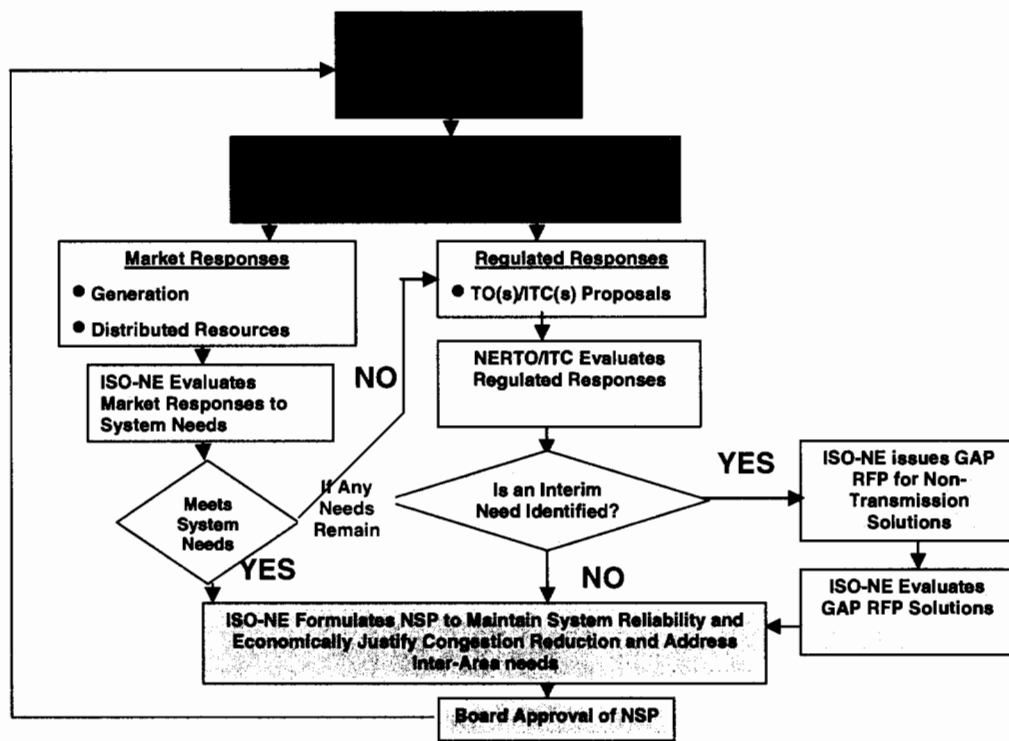 Market Responses
● Generation
● Distributed Resources
Regulated Responses
● TO(s)/ITC(s) Proposals
ISO-NE Evaluates
Market Responses to
System Needs
NO
NERTO/ITC Evaluates
Regulated Responses
Meets
System
Needs
If Any
Needs
Remain
Is an Interim
Need Identified?
YES
ISO-NE issues GAP
RFP for Non-
Transmission
Solutions
YES
NO
ISO-NE Evaluates
GAP RFP Solutions
ISO-NE Formulates NSP to Maintain System Reliability and
Economically Justify Congestion Reduction and Address
Inter-Area needs
Board Approval of NSP